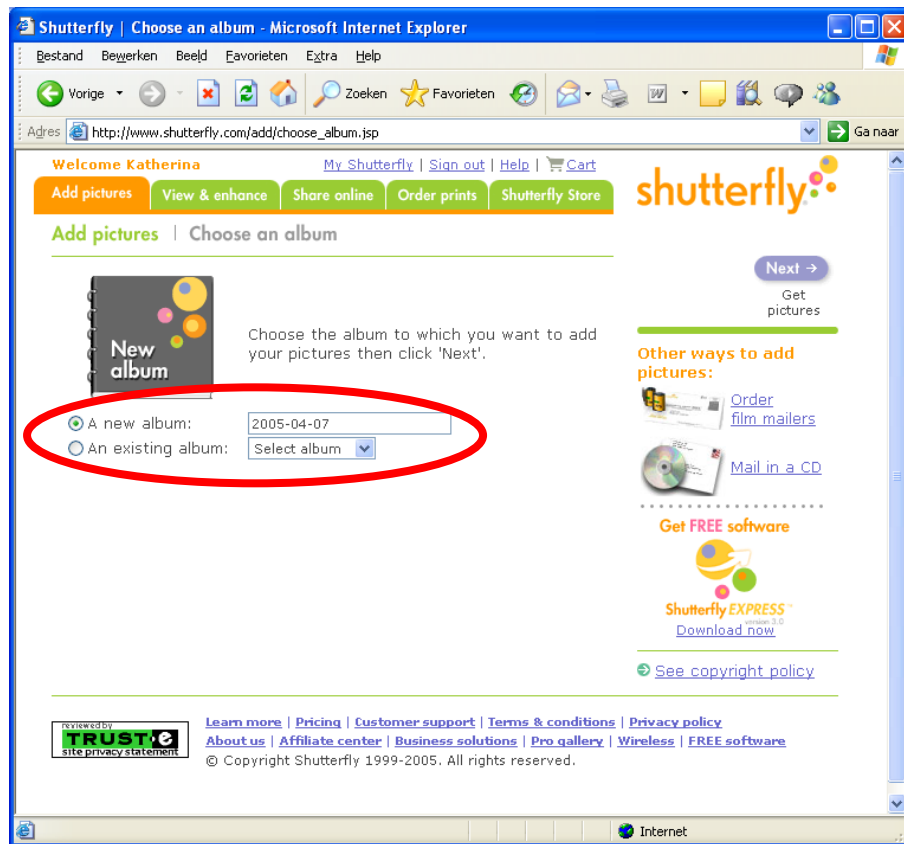 Shutterfly | Choose an album - Microsoft Internet Explorer
Bestand Bewerken Beeld Favorieten Extra Help
Vorige Zoeken Favorieten
Adres http://www.shutterfly.com/add/choose_album.jsp Ga naar
Welcome Katherina My Shutterfly | Sign out | Help | Cart
shutterfly
Add pictures View & enhance Share online Order prints Shutterfly Store
Add pictures | Choose an album
Next →
Get
pictures
New
album
Choose the album to which you want to add
your pictures then click 'Next'.
A new album: 2005-04-07
An existing album: Select album
Other ways to add
pictures:
Order
film mailers
Mail in a CD
Get FREE software
Shutterfly EXPRESS
version 3.0
Download now
See copyright policy
reviewed by
TRUSTe
site privacy statement
Learn more | Pricing | Customer support | Terms & conditions | Privacy policy
About us | Affiliate center | Business solutions | Pro gallery | Wireless | FREE software
© Copyright Shutterfly 1999-2005. All rights reserved.
Internet